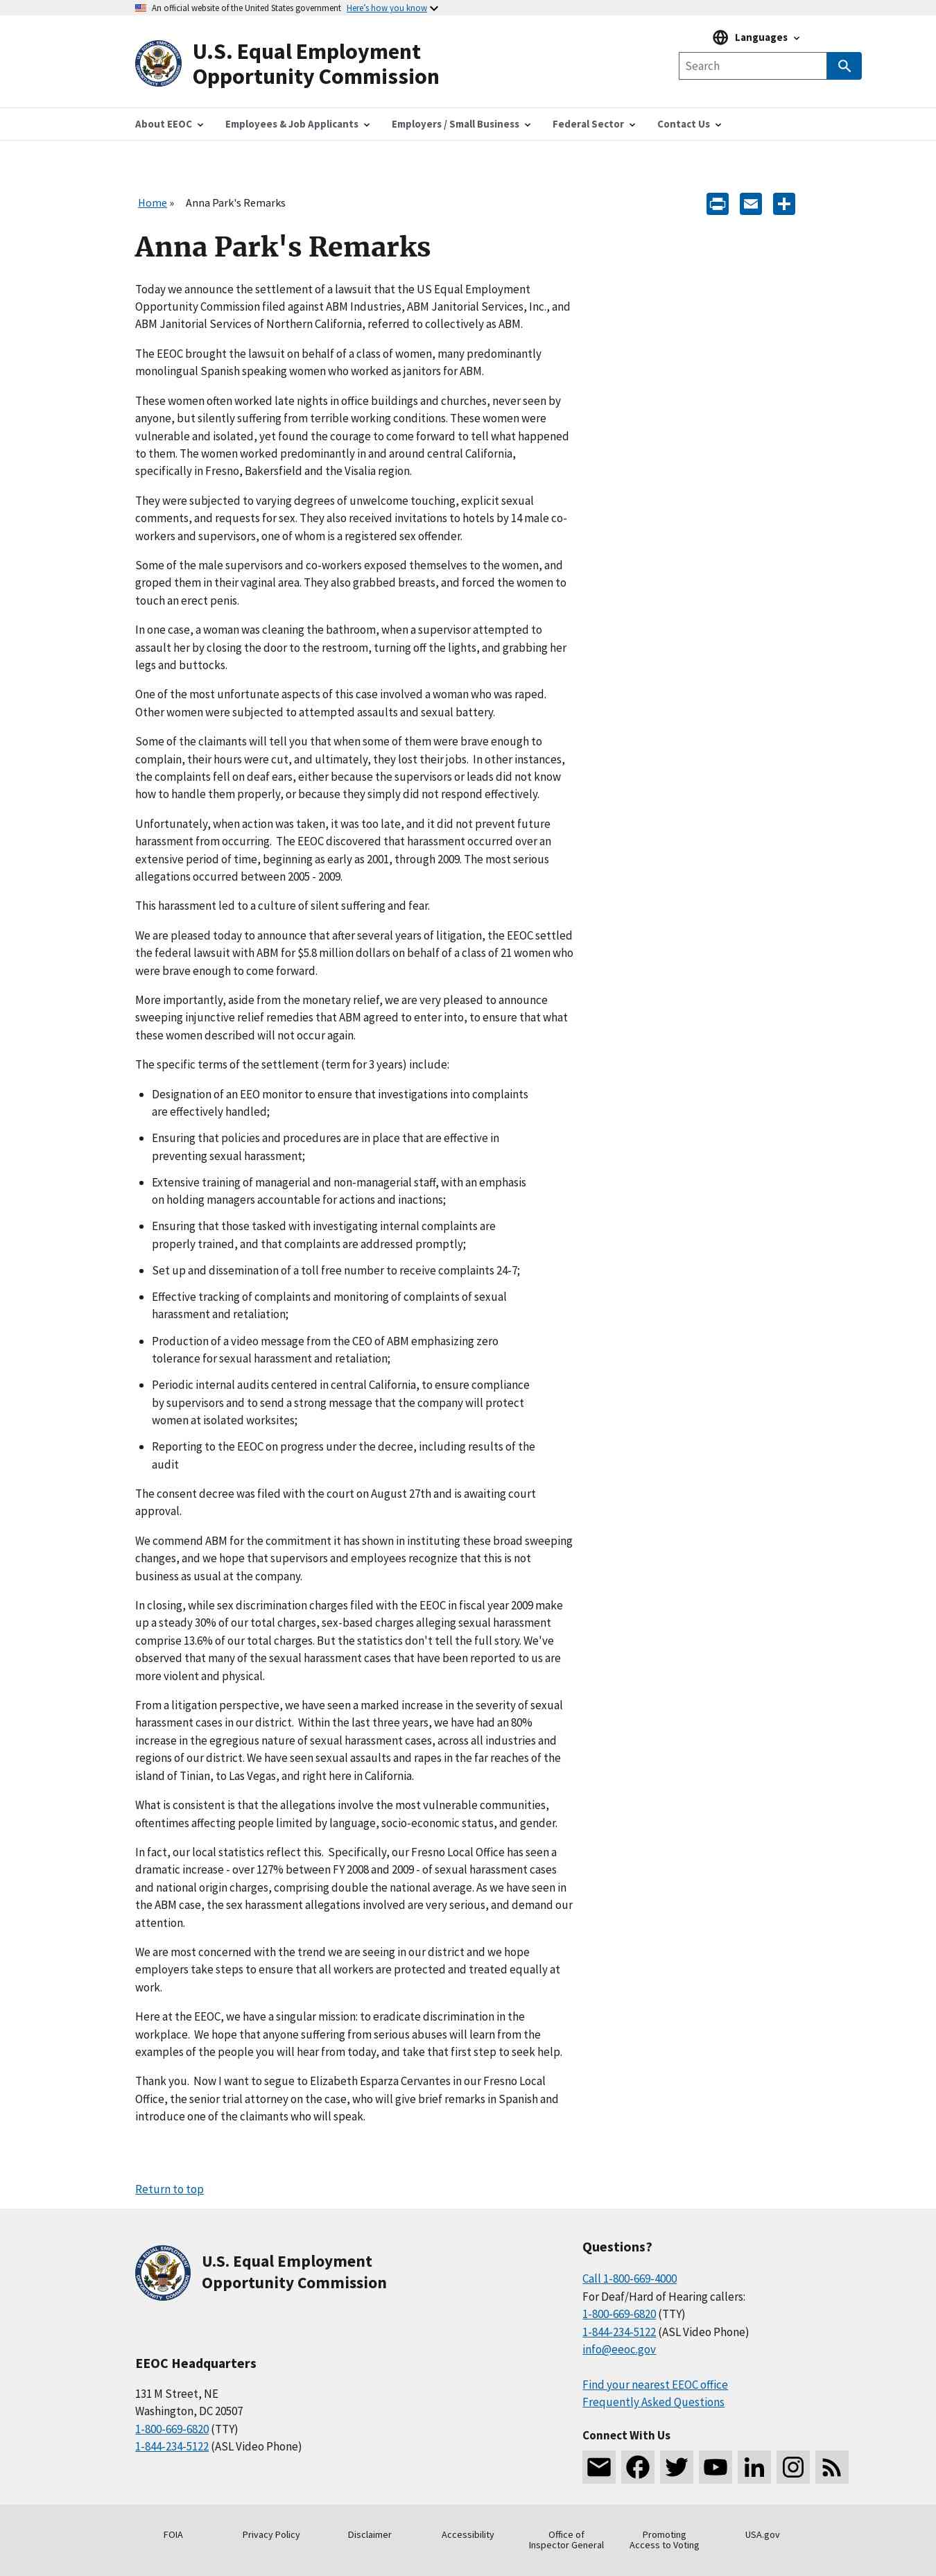 An official website of the United States government Here's how you know
U.S. Equal Employment
Opportunity Commission
Languages
Search
About EEOC
Employees & Job Applicants
Employers / Small Business
Federal Sector
Contact Us
Home » Anna Park's Remarks
Anna Park's Remarks
Today we announce the settlement of a lawsuit that the US Equal Employment
Opportunity Commission filed against ABM Industries, ABM Janitorial Services, Inc., and
ABM Janitorial Services of Northern California, referred to collectively as ABM.
The EEOC brought the lawsuit on behalf of a class of women, many predominantly
monolingual Spanish speaking women who worked as janitors for ABM.
These women often worked late nights in office buildings and churches, never seen by
anyone, but silently suffering from terrible working conditions. These women were
vulnerable and isolated, yet found the courage to come forward to tell what happened
to them. The women worked predominantly in and around central California,
specifically in Fresno, Bakersfield and the Visalia region.
They were subjected to varying degrees of unwelcome touching, explicit sexual
comments, and requests for sex. They also received invitations to hotels by 14 male co-
workers and supervisors, one of whom is a registered sex offender.
Some of the male supervisors and co-workers exposed themselves to the women, and
groped them in their vaginal area. They also grabbed breasts, and forced the women to
touch an erect penis.
In one case, a woman was cleaning the bathroom, when a supervisor attempted to
assault her by closing the door to the restroom, turning off the lights, and grabbing her
legs and buttocks.
One of the most unfortunate aspects of this case involved a woman who was raped.
Other women were subjected to attempted assaults and sexual battery.
Some of the claimants will tell you that when some of them were brave enough to
complain, their hours were cut, and ultimately, they lost their jobs. In other instances,
the complaints fell on deaf ears, either because the supervisors or leads did not know
how to handle them properly, or because they simply did not respond effectively.
Unfortunately, when action was taken, it was too late, and it did not prevent future
harassment from occurring. The EEOC discovered that harassment occurred over an
extensive period of time, beginning as early as 2001, through 2009. The most serious
allegations occurred between 2005 - 2009.
This harassment led to a culture of silent suffering and fear.
We are pleased today to announce that after several years of litigation, the EEOC settled
the federal lawsuit with ABM for $5.8 million dollars on behalf of a class of 21 women who
were brave enough to come forward.
More importantly, aside from the monetary relief, we are very pleased to announce
sweeping injunctive relief remedies that ABM agreed to enter into, to ensure that what
these women described will not occur again.
The specific terms of the settlement (term for 3 years) include:
• Designation of an EEO monitor to ensure that investigations into complaints
are effectively handled;
• Ensuring that policies and procedures are in place that are effective in
preventing sexual harassment;
• Extensive training of managerial and non-managerial staff, with an emphasis
on holding managers accountable for actions and inactions;
• Ensuring that those tasked with investigating internal complaints are
properly trained, and that complaints are addressed promptly;
• Set up and dissemination of a toll free number to receive complaints 24-7;
• Effective tracking of complaints and monitoring of complaints of sexual
harassment and retaliation;
• Production of a video message from the CEO of ABM emphasizing zero
tolerance for sexual harassment and retaliation;
• Periodic internal audits centered in central California, to ensure compliance
by supervisors and to send a strong message that the company will protect
women at isolated worksites;
• Reporting to the EEOC on progress under the decree, including results of the
audit
The consent decree was filed with the court on August 27th and is awaiting court
approval.
We commend ABM for the commitment it has shown in instituting these broad sweeping
changes, and we hope that supervisors and employees recognize that this is not
business as usual at the company.
In closing, while sex discrimination charges filed with the EEOC in fiscal year 2009 make
up a steady 30% of our total charges, sex-based charges alleging sexual harassment
comprise 13.6% of our total charges. But the statistics don't tell the full story. We've
observed that many of the sexual harassment cases that have been reported to us are
more violent and physical.
From a litigation perspective, we have seen a marked increase in the severity of sexual
harassment cases in our district. Within the last three years, we have had an 80%
increase in the egregious nature of sexual harassment cases, across all industries and
regions of our district. We have seen sexual assaults and rapes in the far reaches of the
island of Tinian, to Las Vegas, and right here in California.
What is consistent is that the allegations involve the most vulnerable communities,
oftentimes affecting people limited by language, socio-economic status, and gender.
In fact, our local statistics reflect this. Specifically, our Fresno Local Office has seen a
dramatic increase - over 127% between FY 2008 and 2009 - of sexual harassment cases
and national origin charges, comprising double the national average. As we have seen in
the ABM case, the sex harassment allegations involved are very serious, and demand our
attention.
We are most concerned with the trend we are seeing in our district and we hope
employers take steps to ensure that all workers are protected and treated equally at
work.
Here at the EEOC, we have a singular mission: to eradicate discrimination in the
workplace. We hope that anyone suffering from serious abuses will learn from the
examples of the people you will hear from today, and take that first step to seek help.
Thank you. Now I want to segue to Elizabeth Esparza Cervantes in our Fresno Local
Office, the senior trial attorney on the case, who will give brief remarks in Spanish and
introduce one of the claimants who will speak.
Return to top
U.S. Equal Employment
Opportunity Commission
EEOC Headquarters
131 M Street, NE
Washington, DC 20507
1-800-669-6820 (TTY)
1-844-234-5122 (ASL Video Phone)
Questions?
Call 1-800-669-4000
For Deaf/Hard of Hearing callers:
1-800-669-6820 (TTY)
1-844-234-5122 (ASL Video Phone)
info@eeoc.gov
Find your nearest EEOC office
Frequently Asked Questions
Connect With Us
FOIA
Privacy Policy
Disclaimer
Accessibility
Office of
Inspector General
Promoting
Access to Voting
USA.gov